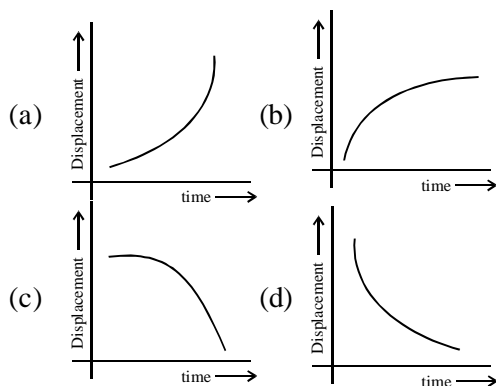 (a)
Displacement
time
(b)
Displacement
time
(c)
Displacement
time
(d)
Displacement
time